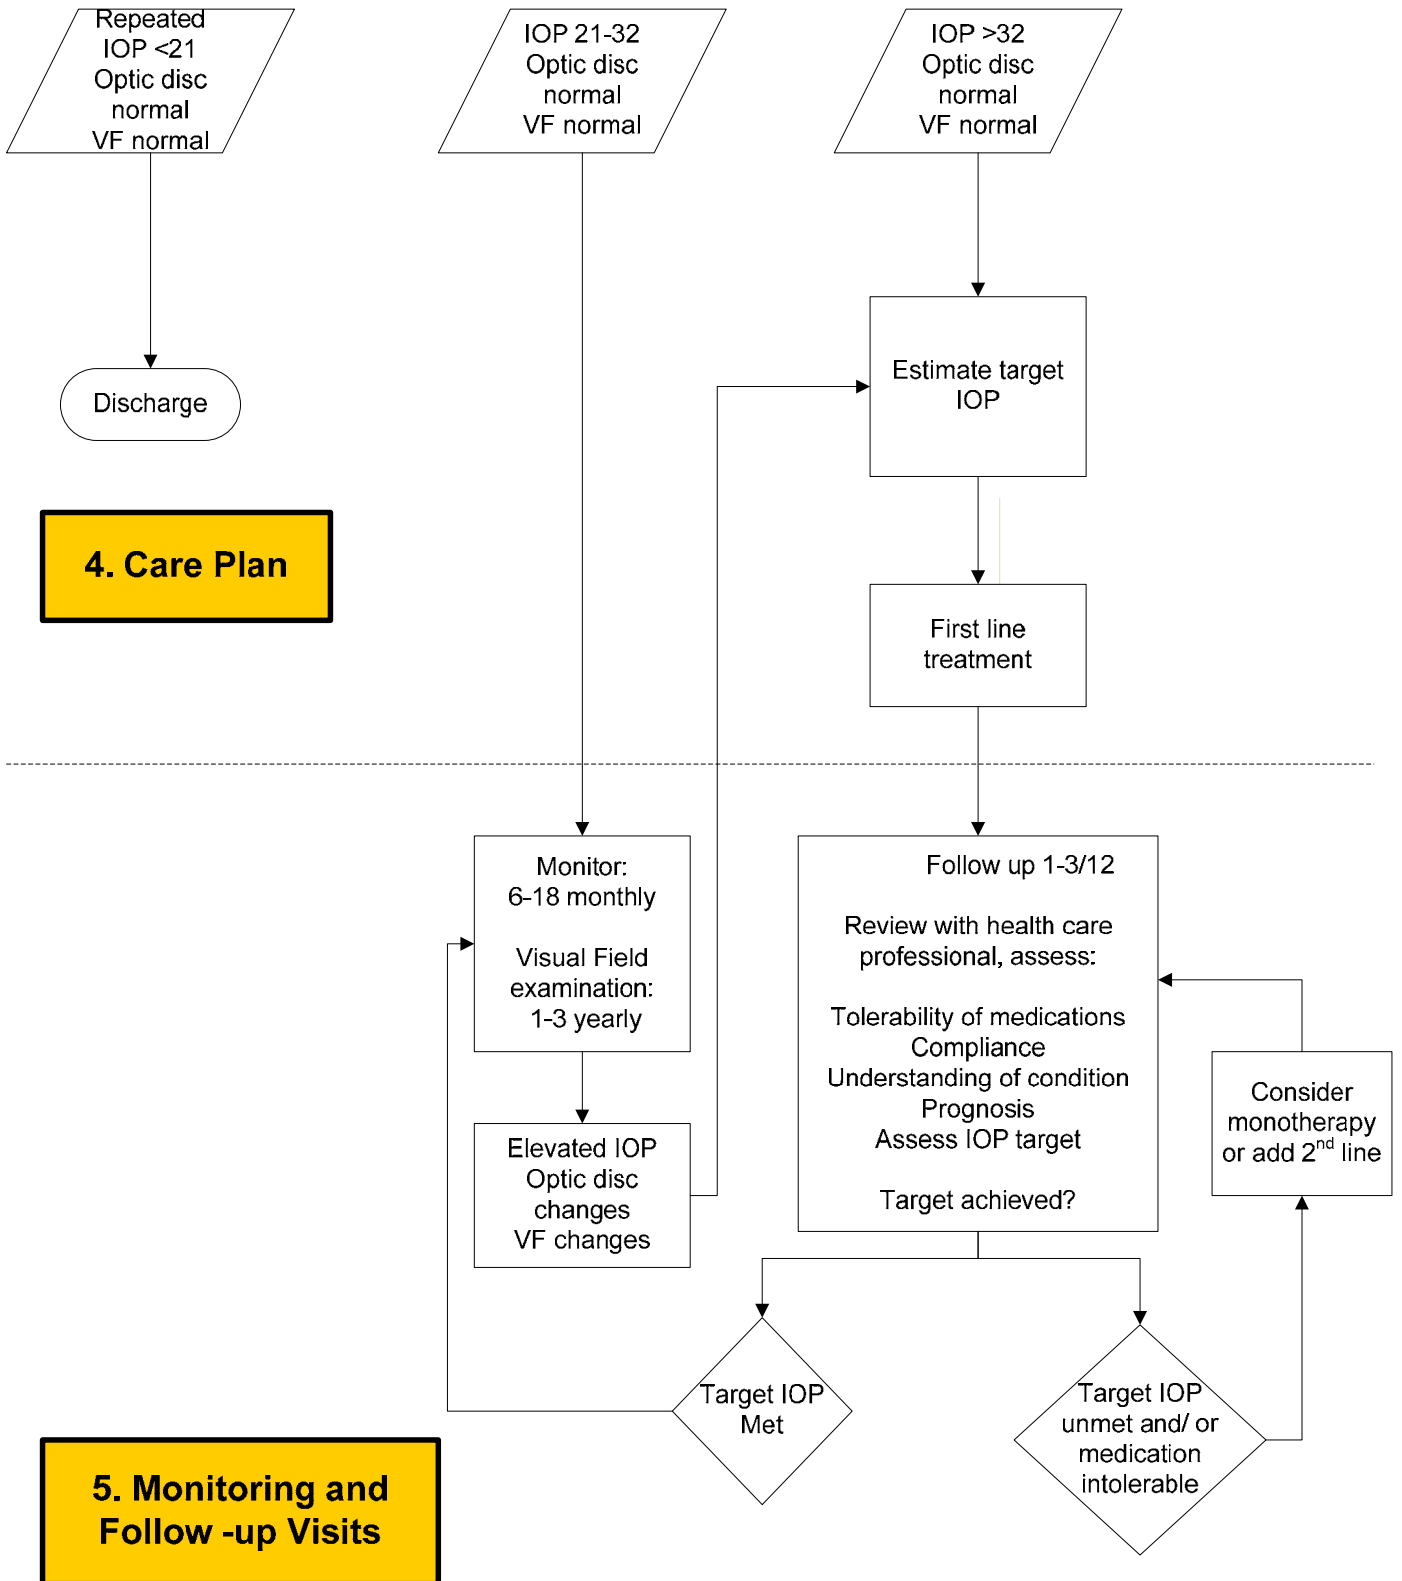 Repeated
IOP <21
Optic disc
normal
VF normal
IOP 21-32
Optic disc
normal
VF normal
IOP >32
Optic disc
normal
VF normal
Discharge
Estimate target
IOP
4. Care Plan
First line
treatment
Monitor:
6-18 monthly
Visual Field
examination:
1-3 yearly
Follow up 1-3/12
Review with health care
professional, assess:
Tolerability of medications
Compliance
Understanding of condition
Prognosis
Assess IOP target
Target achieved?
Consider
monotherapy
or add 2nd line
Elevated IOP
Optic disc
changes
VF changes
Target IOP
Met
Target IOP
unmet and/ or
medication
intolerable
5. Monitoring and
Follow -up Visits